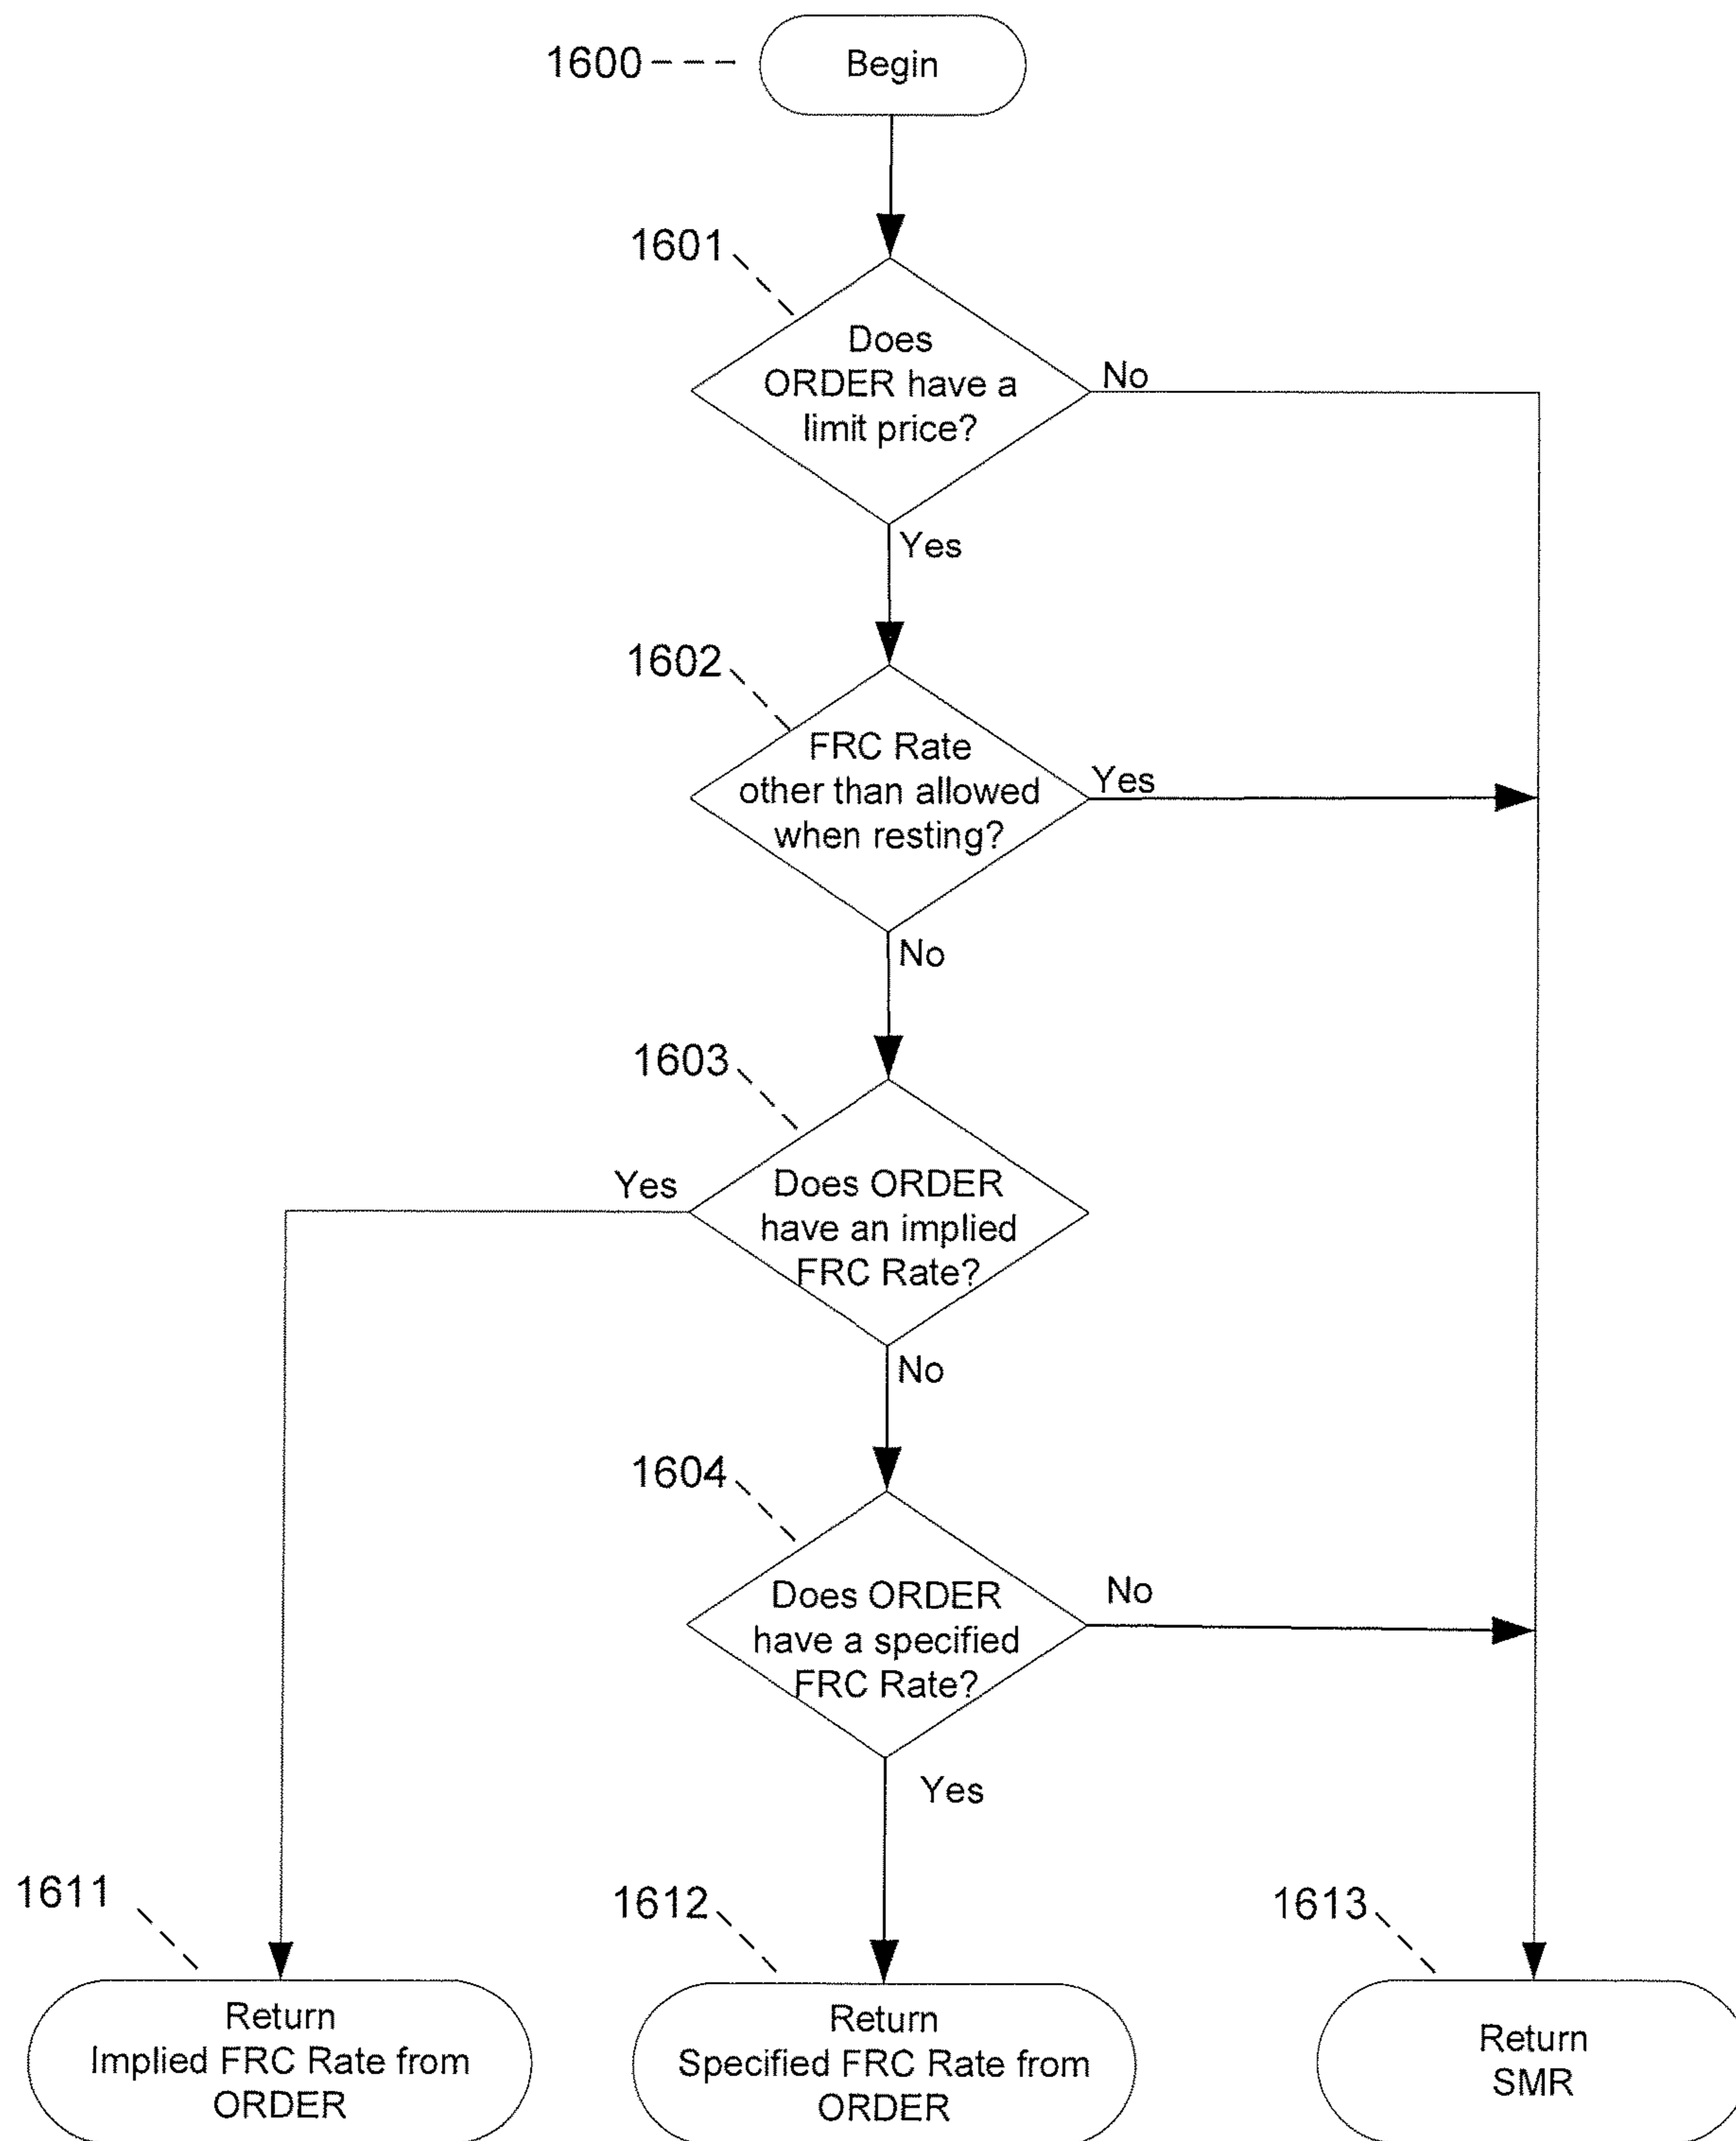 1600
Begin
1601
Does
ORDER have a
limit price?
No
Yes
1602
FRC Rate
other than allowed
when resting?
Yes
No
1603
Yes
Does ORDER
have an implied
FRC Rate?
No
1604
Does ORDER
have a specified
FRC Rate?
No
Yes
1611
Return
Implied FRC Rate from
ORDER
1612
Return
Specified FRC Rate from
ORDER
1613
Return
SMR